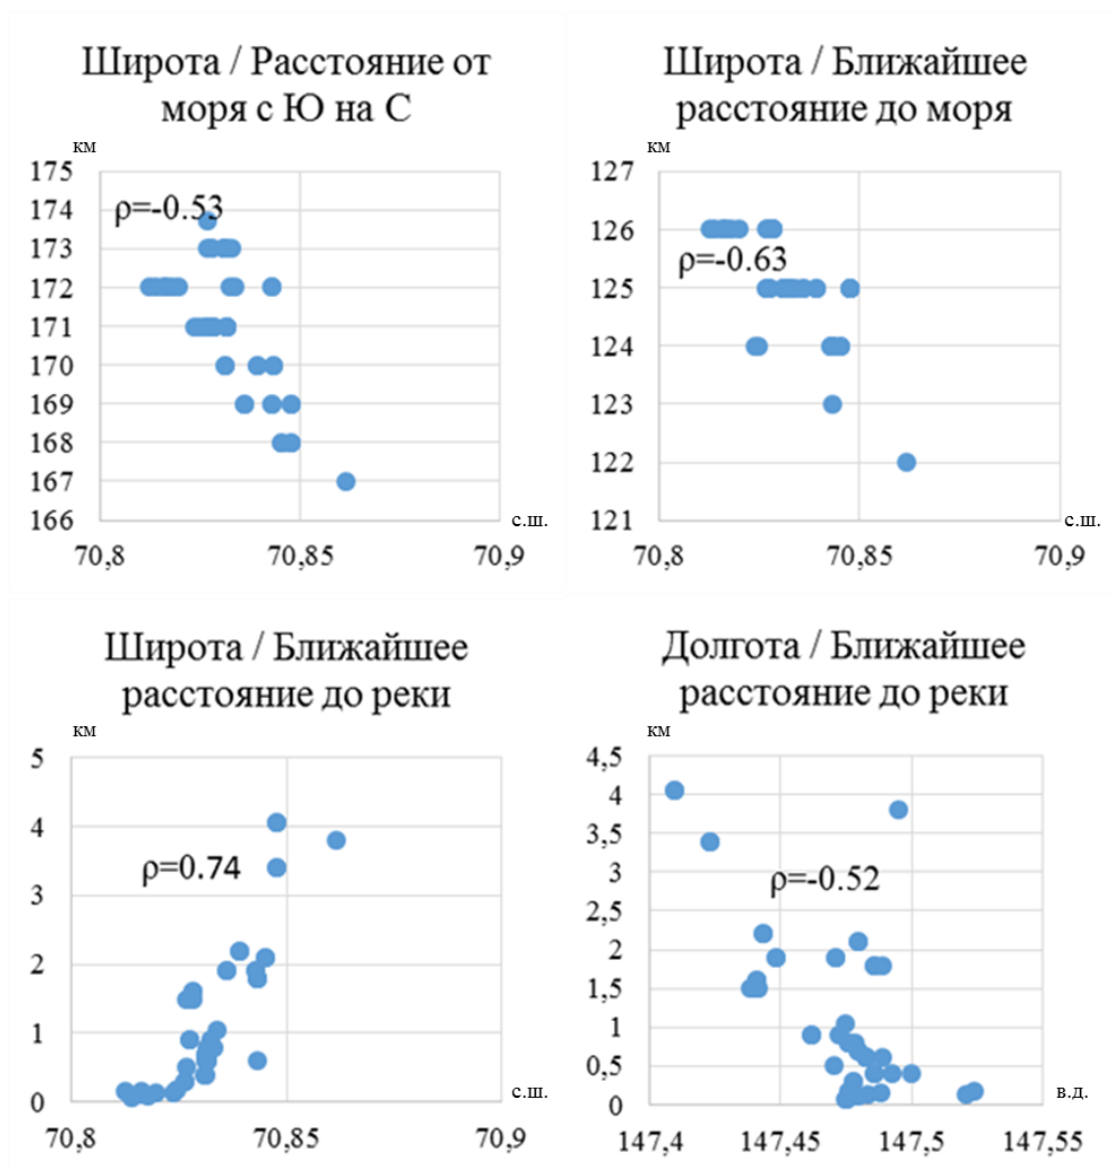 Широта / Расстояние от
моря с Ю на С
км
175
174
173
172
171
170
169
168
167
166
ρ=-0.53
с.ш.
70,8
70,85
70,9
Широта / Ближайшее
расстояние до моря
км
127
126
125
124
123
122
121
ρ=-0.63
с.ш.
70,8
70,85
70,9
Широта / Ближайшее
расстояние до реки
км
5
4
3
2
1
0
ρ=0.74
с.ш.
70,8
70,85
70,9
Долгота / Ближайшее
расстояние до реки
км
4,5
4
3,5
3
2,5
2
1,5
1
0,5
0
ρ=-0.52
в.д.
147,4
147,45
147,5
147,55